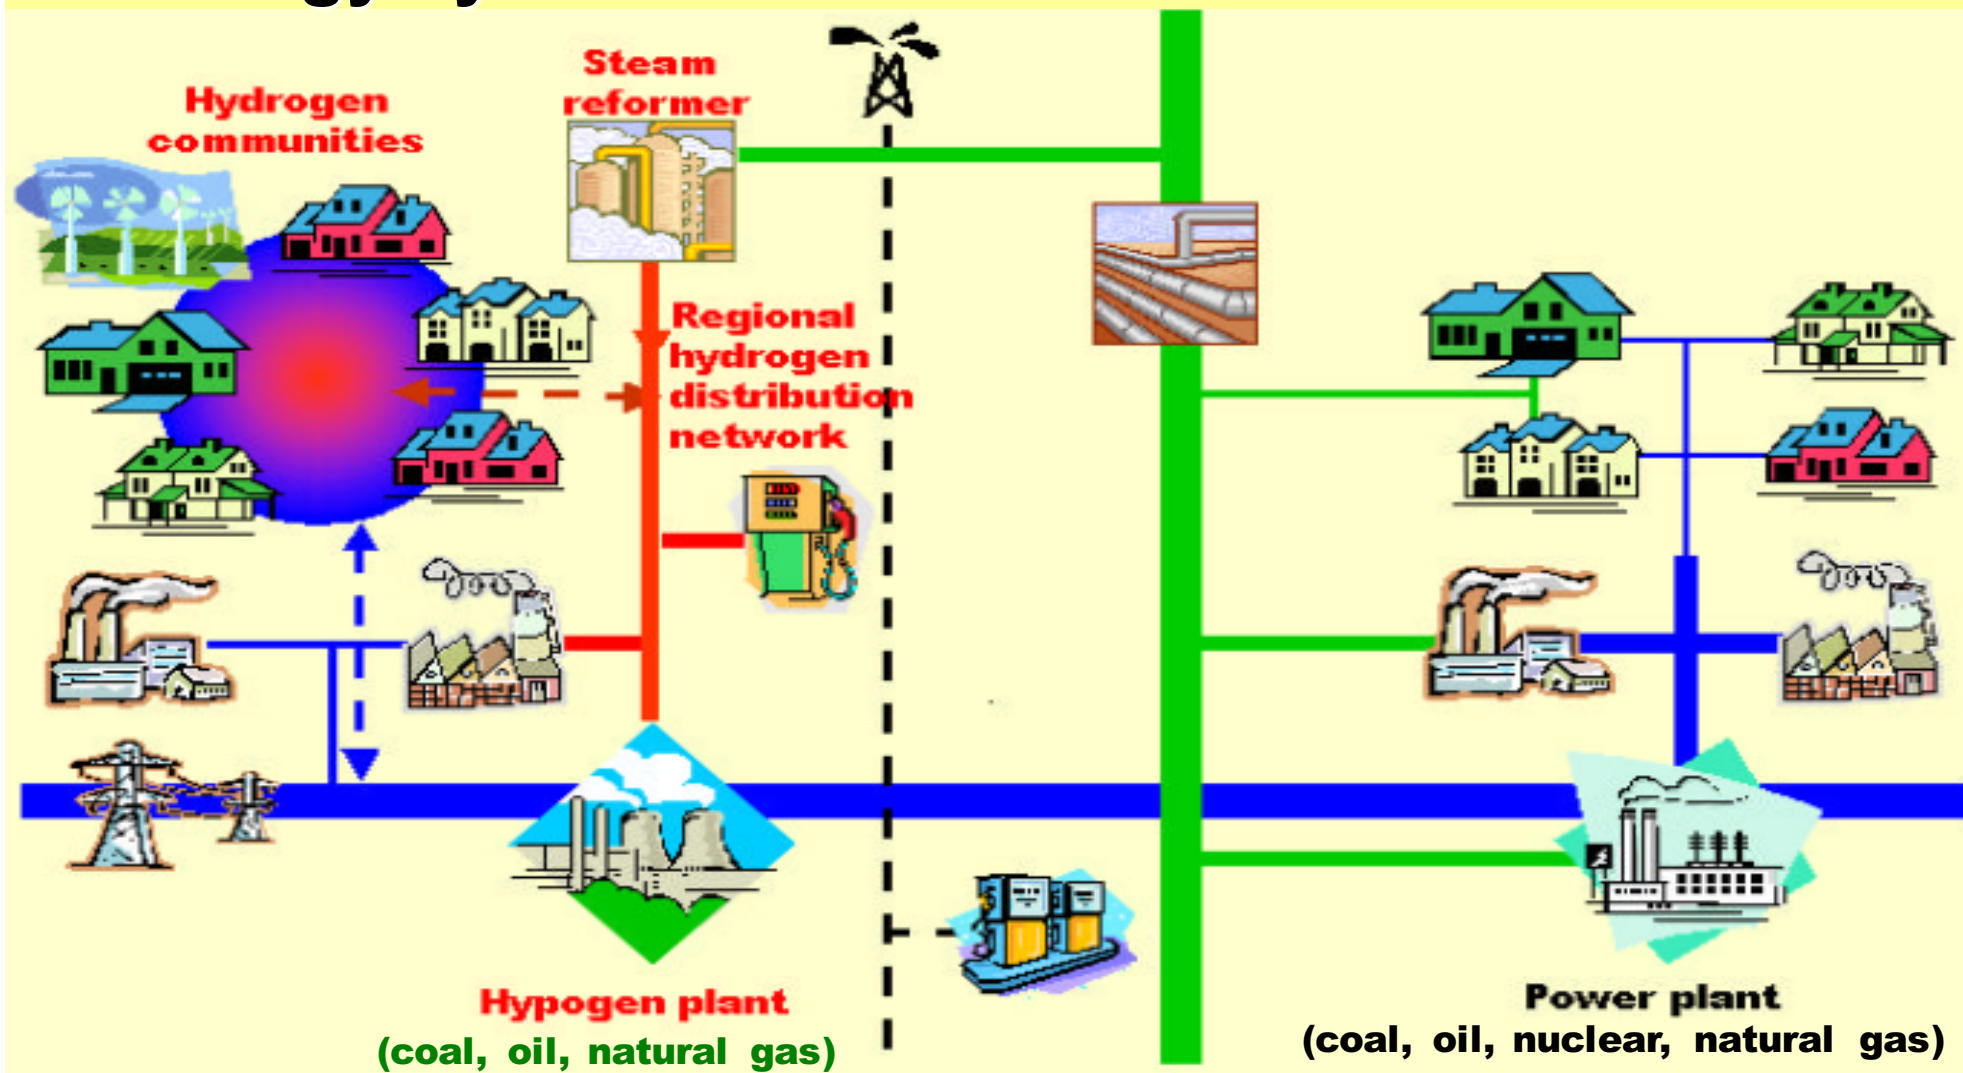 Hydrogen
communities
Steam
reformer
Regional
hydrogen
distribution
network
Hypogen plant
(coal, oil, natural gas)
Power plant
(coal, oil, nuclear, natural gas)